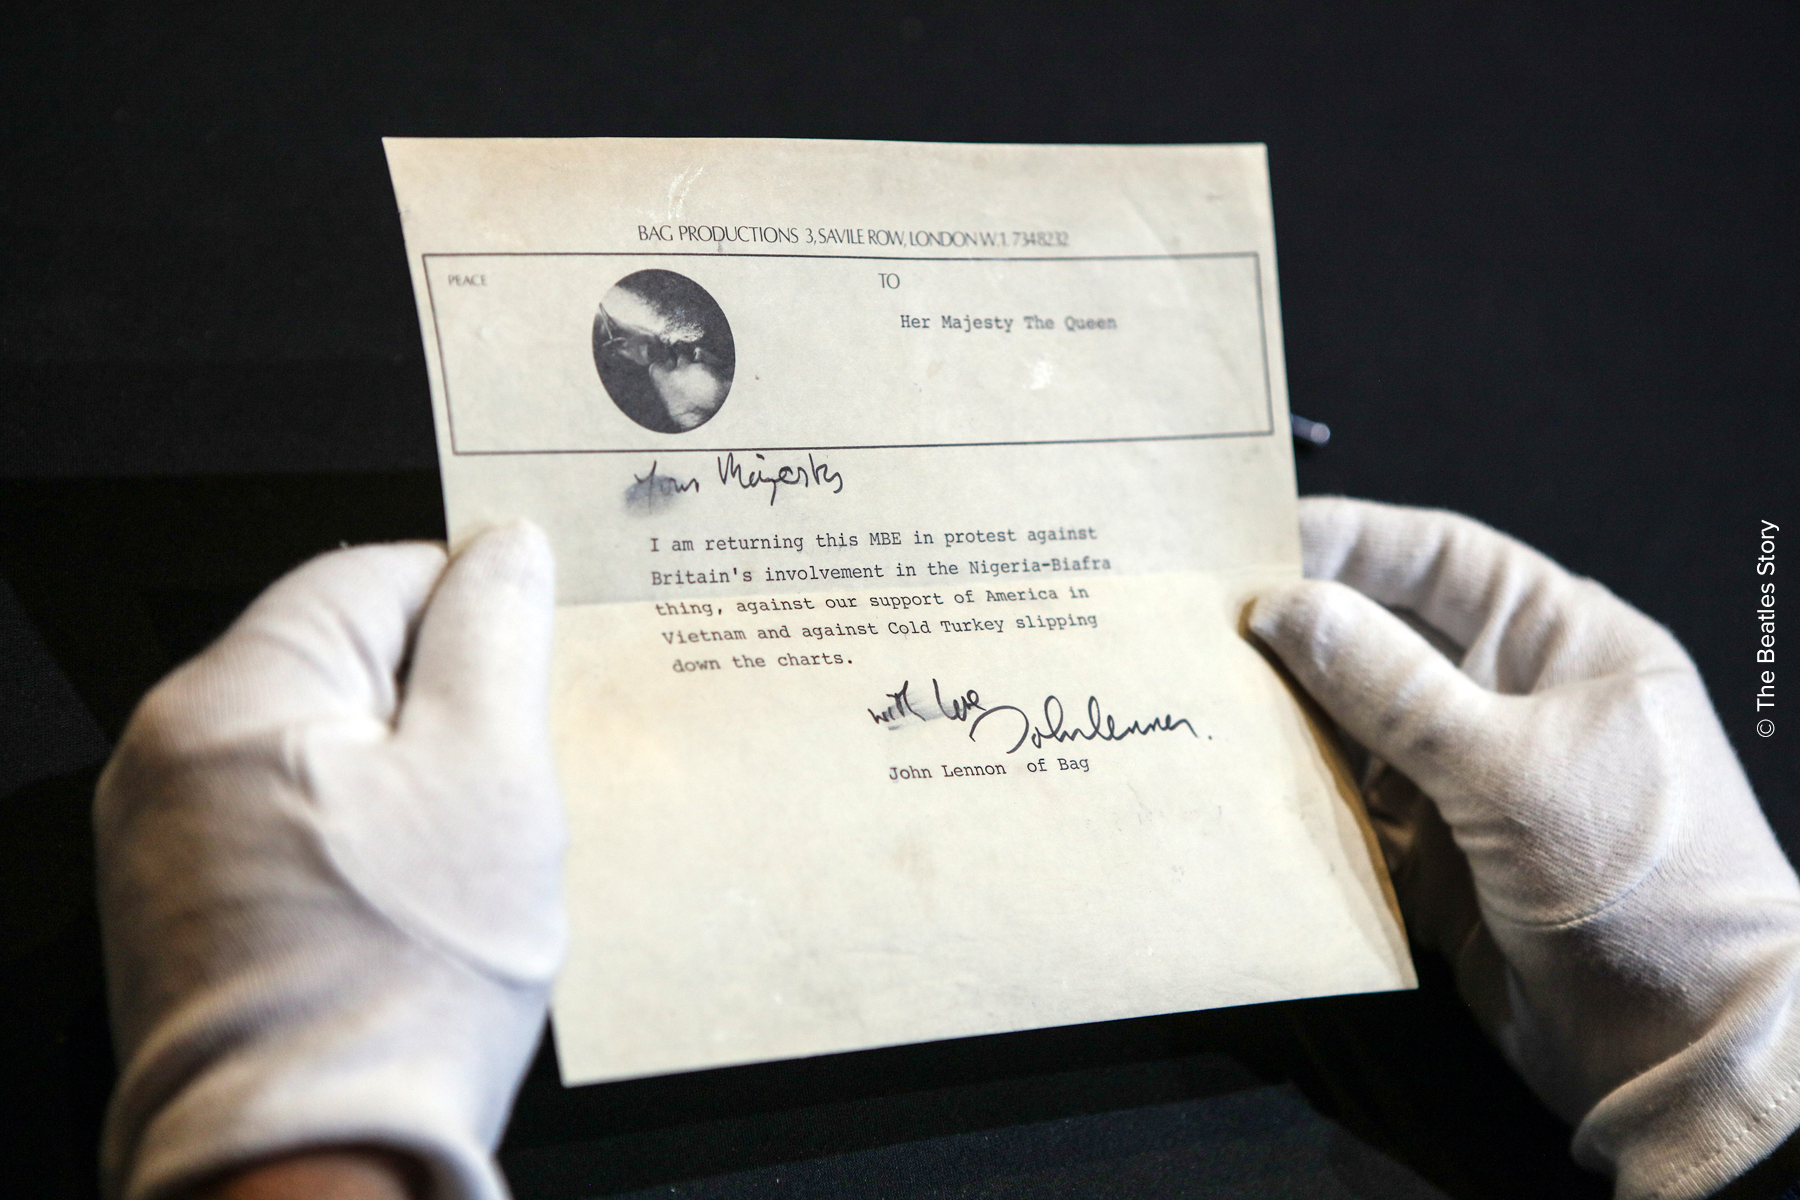 BAG PRODUCTIONS 3, SAVILE ROW, LONDON W.1. 7348232
PEACE
TO
Her Majesty The Queen
Your Majesty
I am returning this MBE in protest against
Britain's involvement in the Nigeria-Biafra
thing, against our support of America in
Vietnam and against Cold Turkey slipping
down the charts.
with love
John Lennon.
John Lennon of Bag
© The Beatles Story